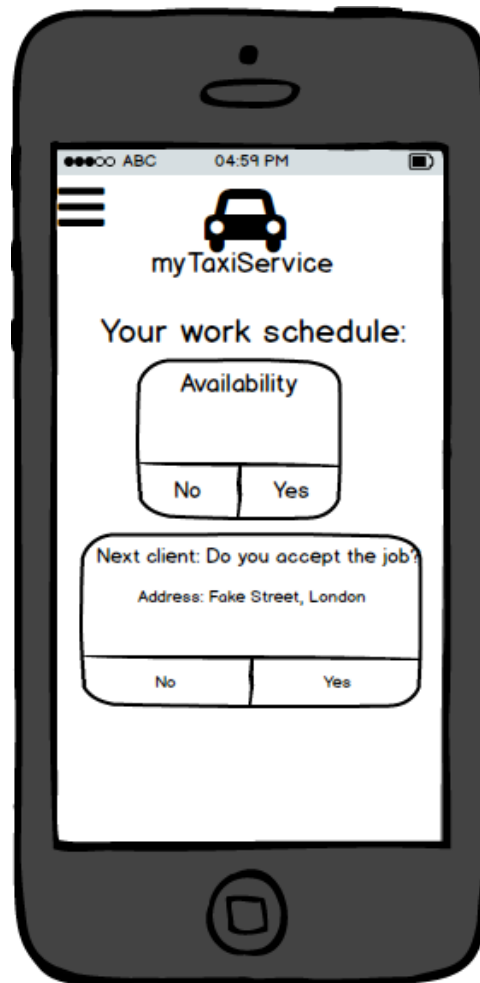 ABC 04:59 PM
myTaxiService
Your work schedule:
Availability
No Yes
Next client: Do you accept the job?
Address: Fake Street, London
No Yes